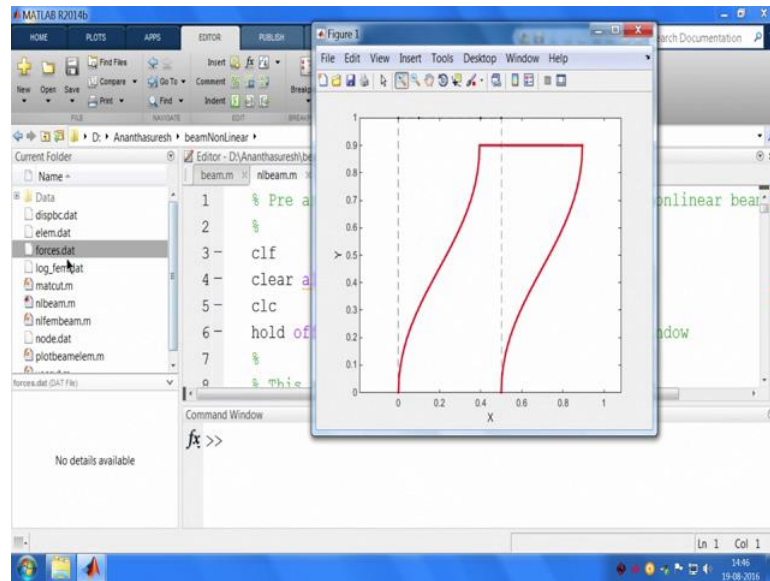 MATLAB R2014b
HOME PLOTS APPS EDITOR PUBLISH
Search Documentation
New Open Save
Find Files
Compare
Print
Go To
Find
Insert
Comment
Indent
FILE NAVIGATE EDIT
D: Ananthasuresh beamNonLinear
Current Folder
Name
Data
dispbc.dat
elem.dat
forces.dat
log_fem.dat
matcut.m
nlbeam.m
nlfembeam.m
node.dat
plotbeamelem.m
forces.dat (DAT File)
No details available
Editor - D:\Ananthasuresh\be
beam.m nlbeam.m
1 % Pre a
onlinear beam
2 %
3 - clf
4 - clear
5 - clc
6 - hold off
ndow
7 %
8 % This
Command Window
fx >>
Figure 1
File Edit View Insert Tools Desktop Window Help
1
0.9
0.8
0.7
0.6
0.5
0.4
0.3
0.2
0.1
0
Y
0 0.2 0.4 0.6 0.8 1
X
Ln 1 Col 1
14:46
19-08-2016